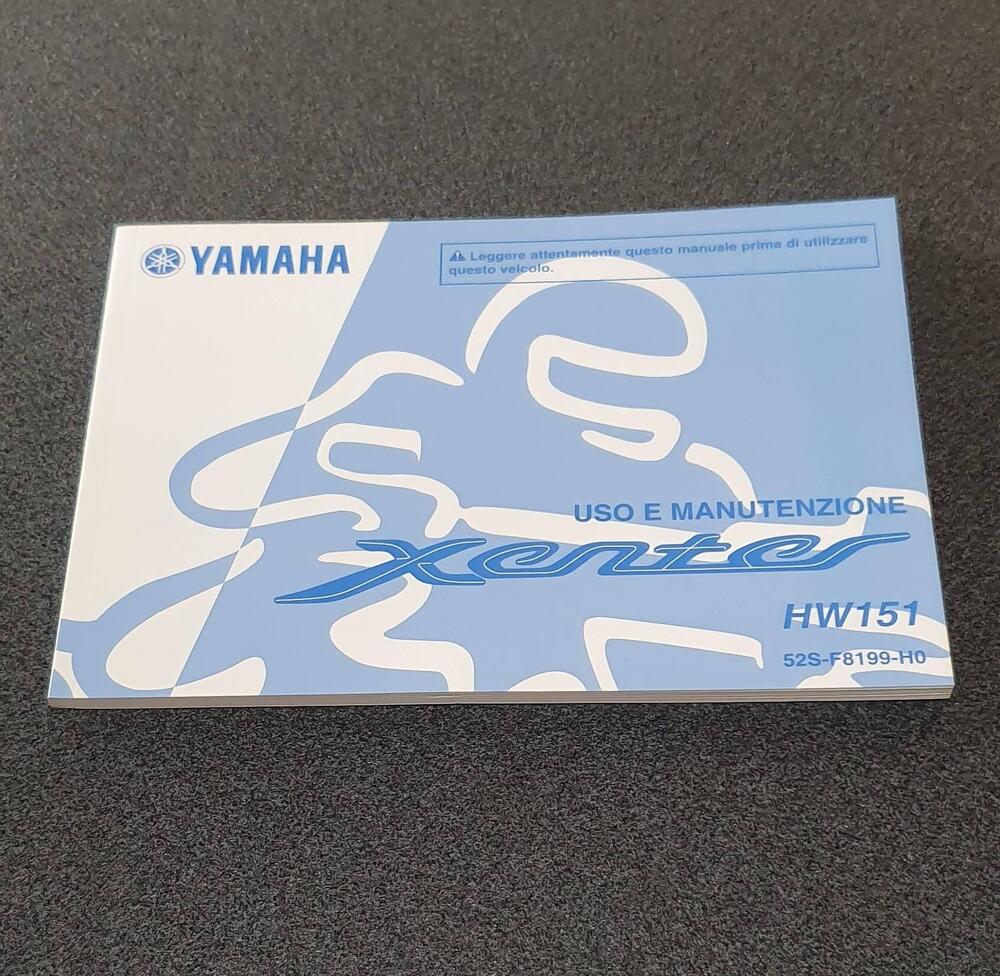 YAMAHA
⚠ Leggere attentamente questo manuale prima di utilizzare
questo veicolo.
USO E MANUTENZIONE
Xenter
HW151
52S-F8199-H0